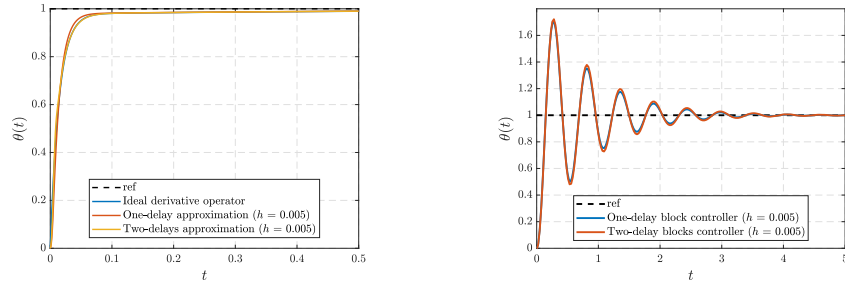 1
0.8
0.6
0.4
0.2
0
0
0.1
0.2
0.3
0.4
0.5
θ(t)
t
ref
Ideal derivative operator
One-delay approximation (h = 0.005)
Two-delays approximation (h = 0.005)
1.6
1.4
1.2
1
0.8
0.6
0.4
0.2
0
0
1
2
3
4
5
θ(t)
t
ref
One-delay block controller (h = 0.005)
Two-delay blocks controller (h = 0.005)